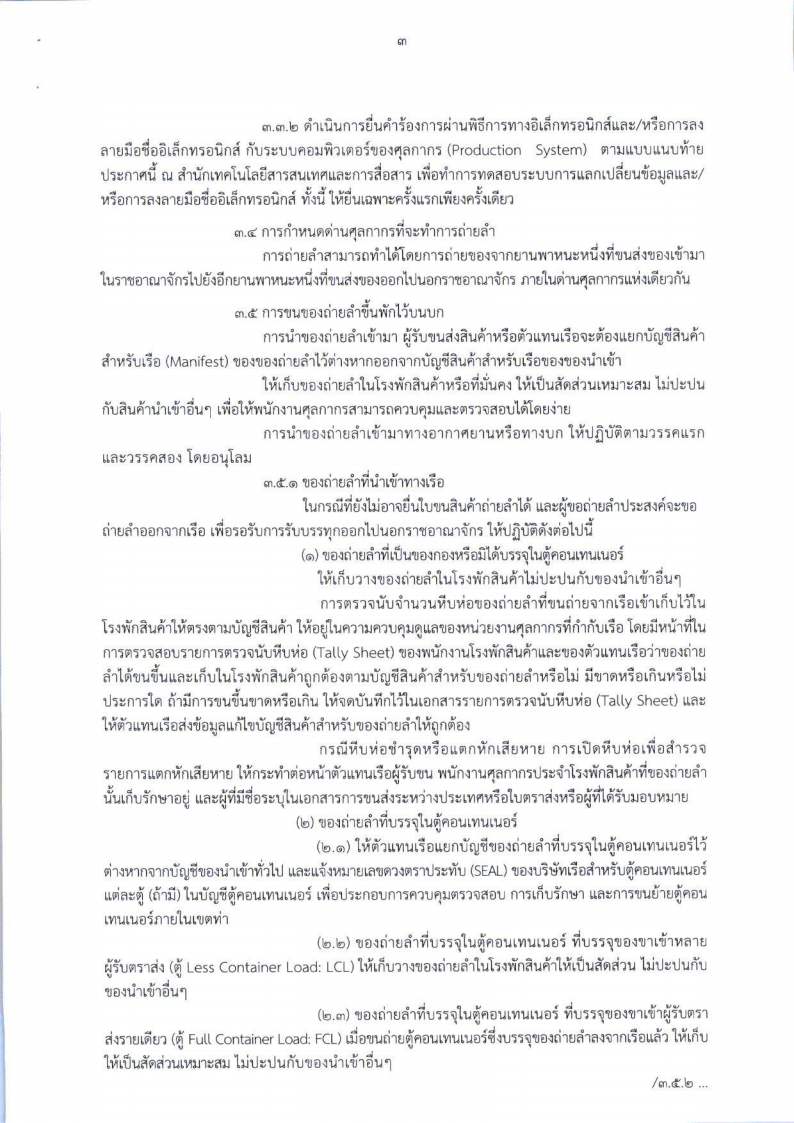 ๓
๓.๓.๒ ดำเนินการยื่นคำร้องการผ่านพิธีการทางอิเล็กทรอนิกส์และ/หรือการลง
ลายมือชื่ออิเล็กทรอนิกส์ กับระบบคอมพิวเตอร์ของศุลกากร (Production System) ตามแบบแนบท้าย
ประกาศนี้ ณ สำนักเทคโนโลยีสารสนเทศและการสื่อสาร เพื่อทำการทดสอบระบบการแลกเปลี่ยนข้อมูลและ/
หรือการลงลายมือชื่ออิเล็กทรอนิกส์ ทั้งนี้ ให้ยื่นเฉพาะครั้งแรกเพียงครั้งเดียว
๓.๔ การกำหนดด่านศุลกากรที่จะทำการถ่ายลำ
การถ่ายลำสามารถทำได้โดยการถ่ายของจากยานพาหนะหนึ่งที่ขนส่งของเข้ามา
ในราชอาณาจักรไปยังอีกยานพาหนะหนึ่งที่ขนส่งของออกไปนอกราชอาณาจักร ภายในด่านศุลกากรแห่งเดียวกัน
๓.๕ การขนของถ่ายลำขึ้นพักไว้บนบก
การนำของถ่ายลำเข้ามา ผู้รับขนส่งสินค้าหรือตัวแทนเรือจะต้องแยกบัญชีสินค้า
สำหรับเรือ (Manifest) ของของถ่ายลำไว้ต่างหากออกจากบัญชีสินค้าสำหรับเรือของของนำเข้า
ให้เก็บของถ่ายลำในโรงพักสินค้าหรือที่มั่นคง ให้เป็นสัดส่วนเหมาะสม ไม่ปะปน
กับสินค้านำเข้าอื่นๆ เพื่อให้พนักงานศุลกากรสามารถควบคุมและตรวจสอบได้โดยง่าย
การนำของถ่ายลำเข้ามาทางอากาศยานหรือทางบก ให้ปฏิบัติตามวรรคแรก
และวรรคสอง โดยอนุโลม
๓.๕.๑ ของถ่ายลำที่นำเข้าทางเรือ
ในกรณีที่ยังไม่อาจยื่นใบขนสินค้าถ่ายลำได้ และผู้ขอถ่ายลำประสงค์จะขอ
ถ่ายลำออกจากเรือ เพื่อรอรับการรับบรรทุกออกไปนอกราชอาณาจักร ให้ปฏิบัติดังต่อไปนี้
(๑) ของถ่ายลำที่เป็นของกองหรือมิได้บรรจุในตู้คอนเทนเนอร์
ให้เก็บวางของถ่ายลำในโรงพักสินค้าไม่ปะปนกับของนำเข้าอื่นๆ
การตรวจนับจำนวนหีบห่อของถ่ายลำที่ขนถ่ายจากเรือเข้าเก็บไว้ใน
โรงพักสินค้าให้ตรงตามบัญชีสินค้า ให้อยู่ในความควบคุมดูแลของหน่วยงานศุลกากรที่กำกับเรือ โดยมีหน้าที่ใน
การตรวจสอบรายการตรวจนับหีบห่อ (Tally Sheet) ของพนักงานโรงพักสินค้าและของตัวแทนเรือว่าของถ่าย
ลำได้ขนขึ้นและเก็บในโรงพักสินค้าถูกต้องตามบัญชีสินค้าสำหรับของถ่ายลำหรือไม่ มีขาดหรือเกินหรือไม่
ประการใด ถ้ามีการขนขึ้นขาดหรือเกิน ให้จดบันทึกไว้ในเอกสารรายการตรวจนับหีบห่อ (Tally Sheet) และ
ให้ตัวแทนเรือส่งข้อมูลแก้ไขบัญชีสินค้าสำหรับของถ่ายลำให้ถูกต้อง
กรณีหีบห่อชำรุดหรือแตกหักเสียหาย การเปิดหีบห่อเพื่อสำรวจ
รายการแตกหักเสียหาย ให้กระทำต่อหน้าตัวแทนเรือผู้รับขน พนักงานศุลกากรประจำโรงพักสินค้าที่ของถ่ายลำ
นั้นเก็บรักษาอยู่ และผู้ที่มีชื่อระบุในเอกสารการขนส่งระหว่างประเทศหรือใบตราส่งหรือผู้ที่ได้รับมอบหมาย
(๒) ของถ่ายลำที่บรรจุในตู้คอนเทนเนอร์
(๒.๑) ให้ตัวแทนเรือแยกบัญชีของถ่ายลำที่บรรจุในตู้คอนเทนเนอร์ไว้
ต่างหากจากบัญชีของนำเข้าทั่วไป และแจ้งหมายเลขดวงตราประทับ (SEAL) ของบริษัทเรือสำหรับตู้คอนเทนเนอร์
แต่ละตู้ (ถ้ามี) ในบัญชีตู้คอนเทนเนอร์ เพื่อประกอบการควบคุมตรวจสอบ การเก็บรักษา และการขนย้ายตู้คอน
เทนเนอร์ภายในเขตท่า
(๒.๒) ของถ่ายลำที่บรรจุในตู้คอนเทนเนอร์ ที่บรรจุของขาเข้าหลาย
ผู้รับตราส่ง (ตู้ Less Container Load: LCL) ให้เก็บวางของถ่ายลำในโรงพักสินค้าให้เป็นสัดส่วน ไม่ปะปนกับ
ของนำเข้าอื่นๆ
(๒.๓) ของถ่ายลำที่บรรจุในตู้คอนเทนเนอร์ ที่บรรจุของขาเข้าผู้รับตรา
ส่งรายเดียว (ตู้ Full Container Load: FCL) เมื่อขนถ่ายตู้คอนเทนเนอร์ซึ่งบรรจุของถ่ายลำลงจากเรือแล้ว ให้เก็บ
ให้เป็นสัดส่วนเหมาะสม ไม่ปะปนกับของนำเข้าอื่นๆ
/๓.๕.๒ ...